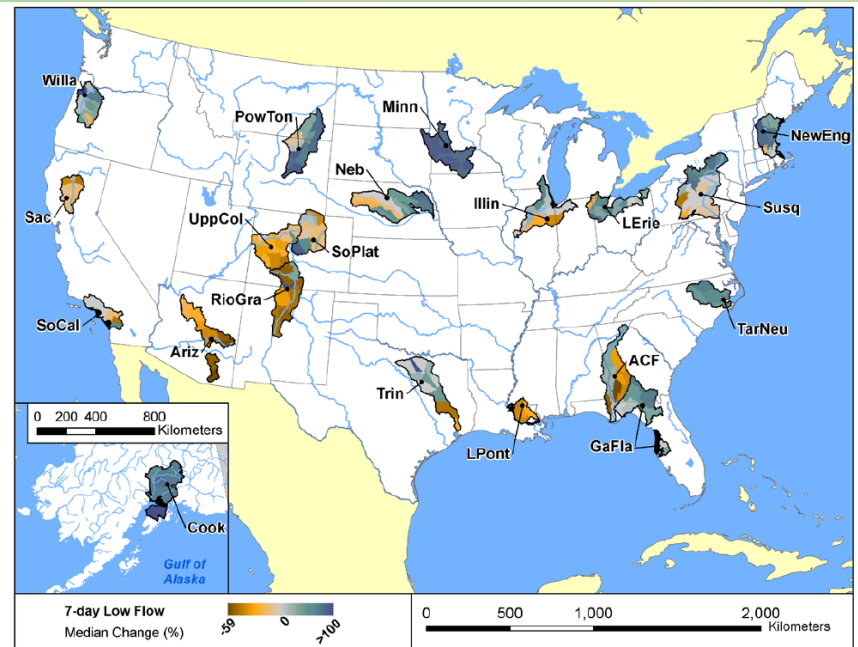 Willa
PowTon
Minn
NewEng
Neb
Illin
LErie
Susq
Sac
UppCol
SoPlat
RioGra
SoCal
TarNeu
Ariz
ACF
Trin
LPont
GaFla
0 200 400 800
Kilometers
Cook
Gulf of
Alaska
7-day Low Flow
Median Change (%)
-59
0
>100
0 500 1,000 2,000
Kilometers